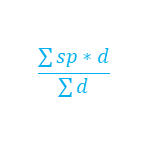 ∑ sp * d
∑ d